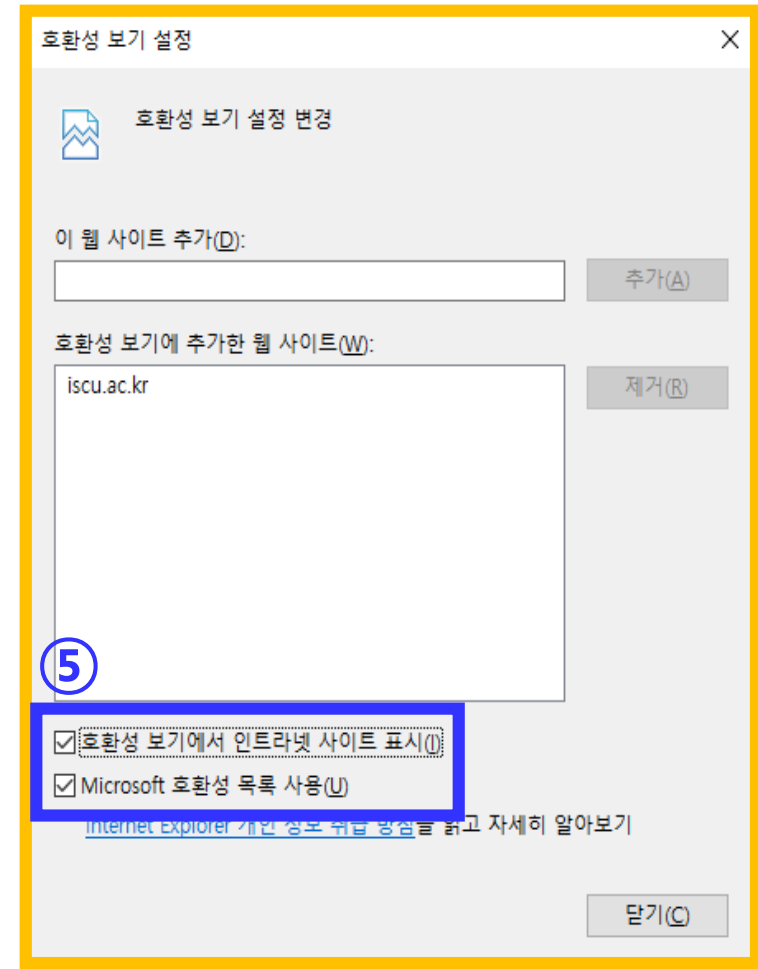 호환성 보기 설정
호환성 보기 설정 변경
이 웹 사이트 추가(D):
추가(A)
호환성 보기에 추가한 웹 사이트(W):
iscu.ac.kr
제거(R)
⑤
호환성 보기에서 인트라넷 사이트 표시(I)
Microsoft 호환성 목록 사용(U)
Internet Explorer 개인 정보 취급 방침을 읽고 자세히 알아보기
닫기(C)